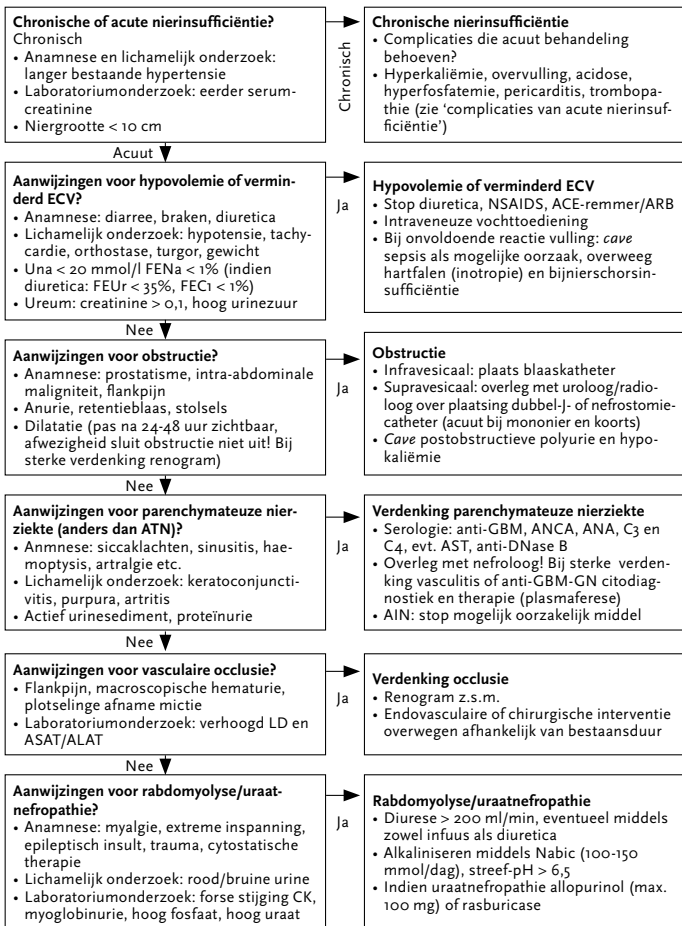 Chronische of acute nierinsufficiëntie?
Chronisch
• Anamnese en lichamelijk onderzoek:
langer bestaande hypertensie
• Laboratoriumonderzoek: eerder serum-
creatinine
• Niergrootte < 10 cm
Chronisch
Chronische nierinsufficiëntie
• Complicaties die acuut behandeling
behoeven?
• Hyperkaliëmie, overvulling, acidose,
hyperfosfatemie, pericarditis, trombopa-
thie (zie ‘complicaties van acute nierinsuf-
ficiëntie’)
Acuut
Aanwijzingen voor hypovolemie of vermin-
derd ECV?
• Anamnese: diarree, braken, diuretica
• Lichamelijk onderzoek: hypotensie, tachy-
cardie, orthostase, turgor, gewicht
• Una < 20 mmol/l FENa < 1% (indien
diuretica: FEUr < 35%, FEC1 < 1%)
• Ureum: creatinine > 0,1, hoog urinezuur
Ja
Hypovolemie of verminderd ECV
• Stop diuretica, NSAIDS, ACE-remmer/ARB
• Intraveneuze vochttoediening
• Bij onvoldoende reactie vulling: cave
sepsis als mogelijke oorzaak, overweeg
hartfalen (inotropie) en bijnierschorsin-
sufficiëntie
Nee
Aanwijzingen voor obstructie?
• Anamnese: prostatisme, intra-abdominale
maligniteit, flankpijn
• Anurie, retentieblaas, stolsels
• Dilatatie (pas na 24-48 uur zichtbaar,
afwezigheid sluit obstructie niet uit! Bij
sterke verdenking renogram)
Ja
Obstructie
• Infravesicaal: plaats blaaskatheter
• Supravesicaal: overleg met uroloog/radio-
loog over plaatsing dubbel-J- of nefrostomie-
catheter (acuut bij mononier en koorts)
• Cave postobstructieve polyurie en hypo-
kaliëmie
Nee
Aanwijzingen voor parenchymateuze nier-
ziekte (anders dan ATN)?
• Anmnese: siccaklachten, sinusitis, hae-
moptysis, artralgie etc.
• Lichamelijk onderzoek: keratoconjuncti-
vitis, purpura, artritis
• Actief urinesediment, proteïnurie
Ja
Verdenking parenchymateuze nierziekte
• Serologie: anti-GBM, ANCA, ANA, C3 en
C4, evt. AST, anti-DNase B
• Overleg met nefroloog! Bij sterke verden-
king vasculitis of anti-GBM-GN citodiag-
nostiek en therapie (plasmaferese)
• AIN: stop mogelijk oorzakelijk middel
Nee
Aanwijzingen voor vasculaire occlusie?
• Flankpijn, macroscopische hematurie,
plotselinge afname mictie
• Laboratoriumonderzoek: verhoogd LD en
ASAT/ALAT
Ja
Verdenking occlusie
• Renogram z.s.m.
• Endovasculaire of chirurgische interventie
overwegen afhankelijk van bestaansduur
Nee
Aanwijzingen voor rabdomyolyse/uraat-
nefropathie?
• Anamnese: myalgie, extreme inspanning,
epileptisch insult, trauma, cytostatische
therapie
• Lichamelijk onderzoek: rood/bruine urine
• Laboratoriumonderzoek: forse stijging CK,
myoglobinurie, hoog fosfaat, hoog uraat
Ja
Rabdomyolyse/uraatnefropathie
• Diurese > 200 ml/min, eventueel middels
zowel infuus als diuretica
• Alkaliniseren middels Nabic (100-150
mmol/dag), streef-pH > 6,5
• Indien uraatnefropathie allopurinol (max.
100 mg) of rasburicase